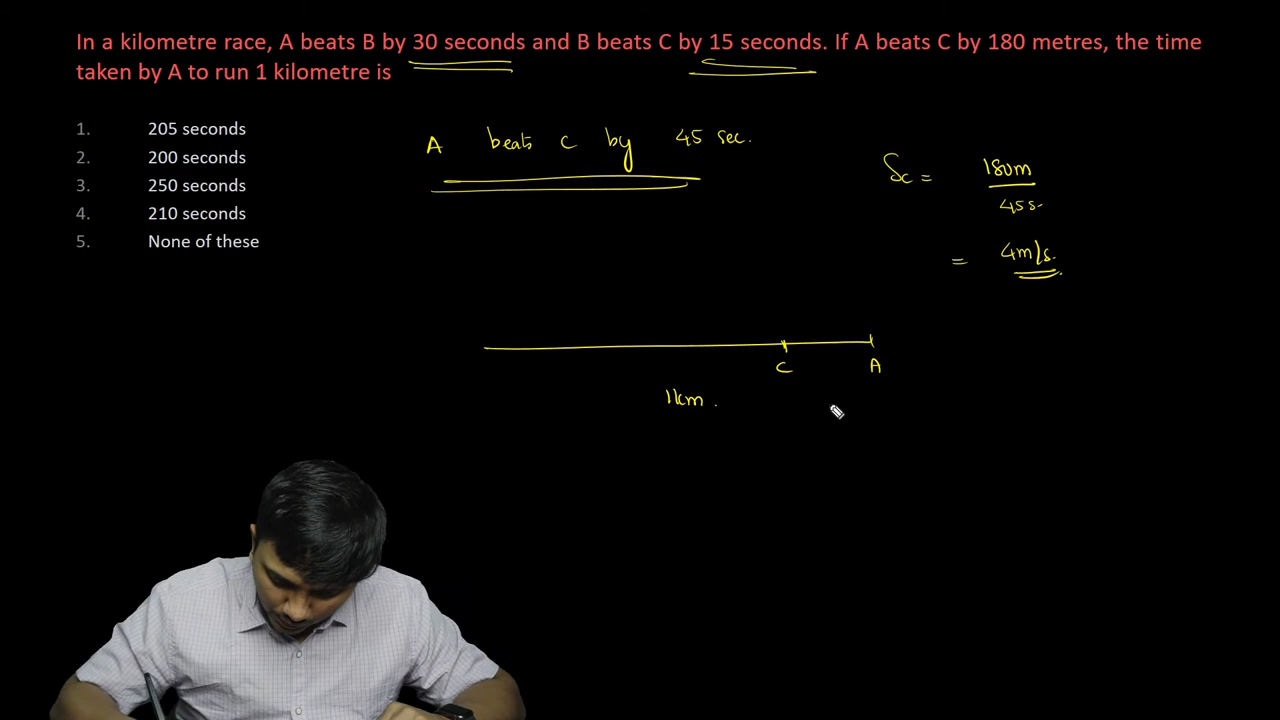 In a kilometre race, A beats B by 30 seconds and B beats C by 15 seconds. If A beats C by 180 metres, the time
taken by A to run 1 kilometre is
1. 205 seconds
2. 200 seconds
3. 250 seconds
4. 210 seconds
5. None of these
A beats C by 45 sec.
Sc = 180m
45s.
= 4m/s.
C A
1km.